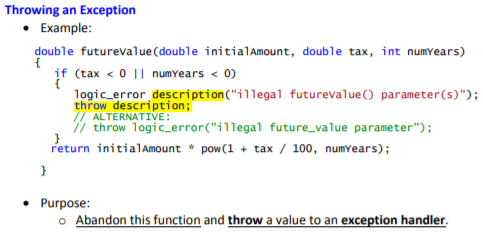 Throwing an Exception
• Example:
double futureValue(double initialAmount, double tax, int numYears)
{
if (tax < 0 || numYears < 0)
{
logic_error description("illegal futureValue() parameter(s)");
throw description;
// ALTERNATIVE:
// throw logic_error("illegal future_value parameter");
}
return initialAmount * pow(1 + tax / 100, numYears);
}
• Purpose:
o Abandon this function and throw a value to an exception handler.